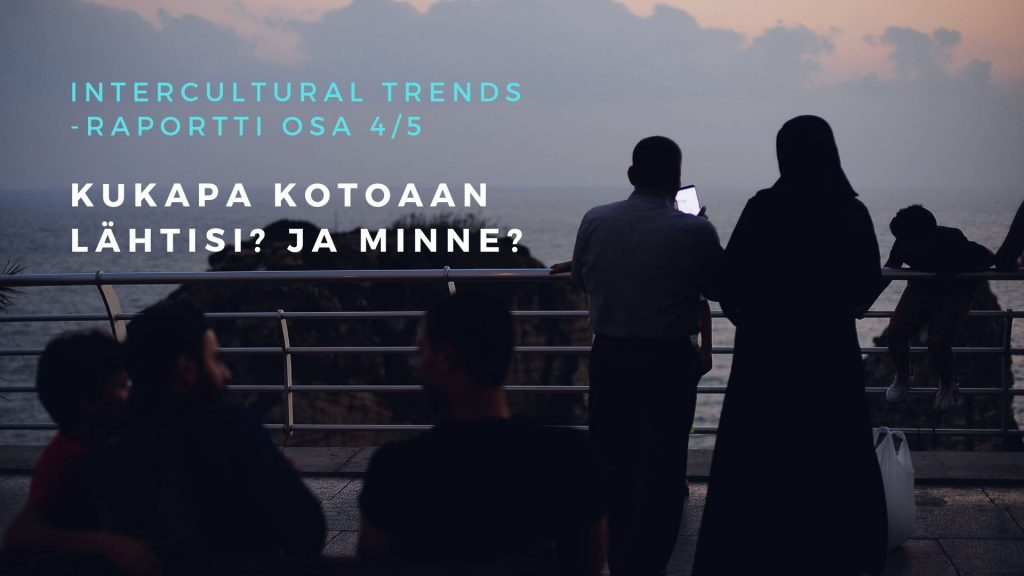 INTERCULTURAL TRENDS
-RAPORTTI OSA 4/5
KUKAPA KOTOAAN
LÄHTISI? JA MINNE?